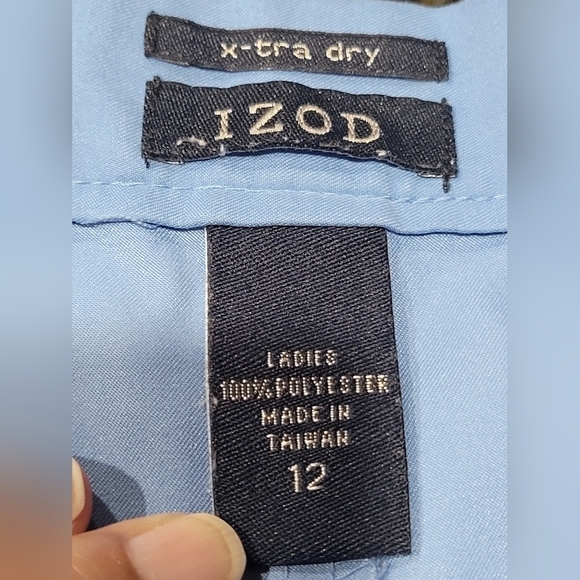 x-tra dry
IZOD
LADIES
100%POLYESTER
MADE IN
TAIWAN
12